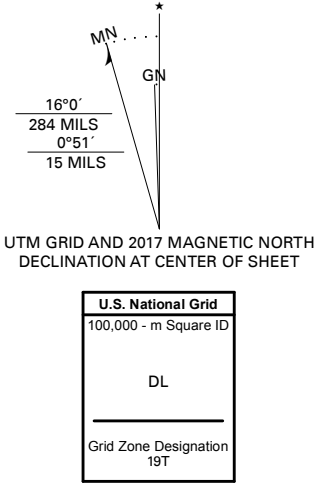 ★
MN
GN
16°0´
284 MILS
0°51´
15 MILS
UTM GRID AND 2017 MAGNETIC NORTH
DECLINATION AT CENTER OF SHEET
U.S. National Grid
100,000 - m Square ID
DL
Grid Zone Designation
19T